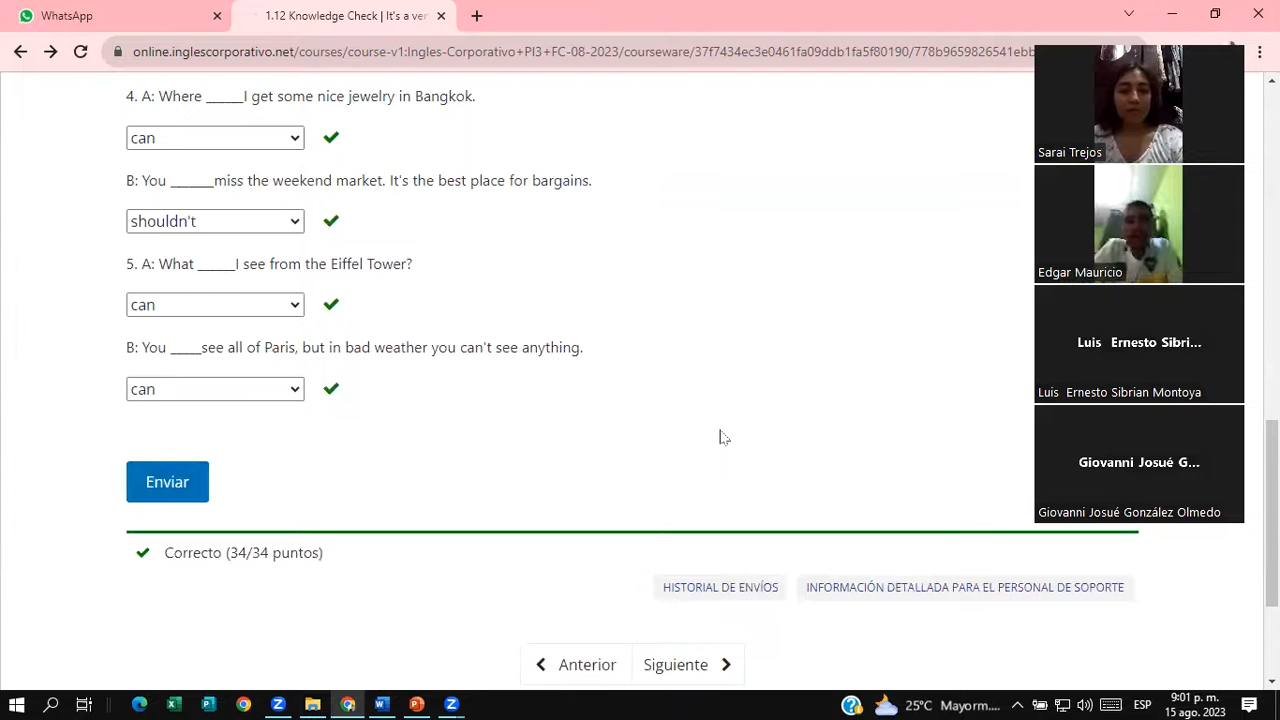 WhatsApp
1.12 Knowledge Check | It's a ver
online.inglescorporativo.net/courses/course-v1:Ingles-Corporativo+PI3+FC-08-2023/courseware/37f7434ec3e0461fa09ddb1fa5f80190/778b9659826541ebb
4. A: Where ______I get some nice jewelry in Bangkok.
can
B: You _______miss the weekend market. It's the best place for bargains.
shouldn't
5. A: What ______I see from the Eiffel Tower?
can
B: You _____see all of Paris, but in bad weather you can't see anything.
can
Enviar
Correcto (34/34 puntos)
HISTORIAL DE ENVÍOS
INFORMACIÓN DETALLADA PARA EL PERSONAL DE SOPORTE
Anterior
Siguiente
Sarai Trejos
Edgar Mauricio
Luis Ernesto Sibri...
Luis Ernesto Sibrian Montoya
Giovanni Josué G...
Giovanni Josué González Olmedo
25°C Mayorm....
ESP
9:01 p. m.
15 ago. 2023